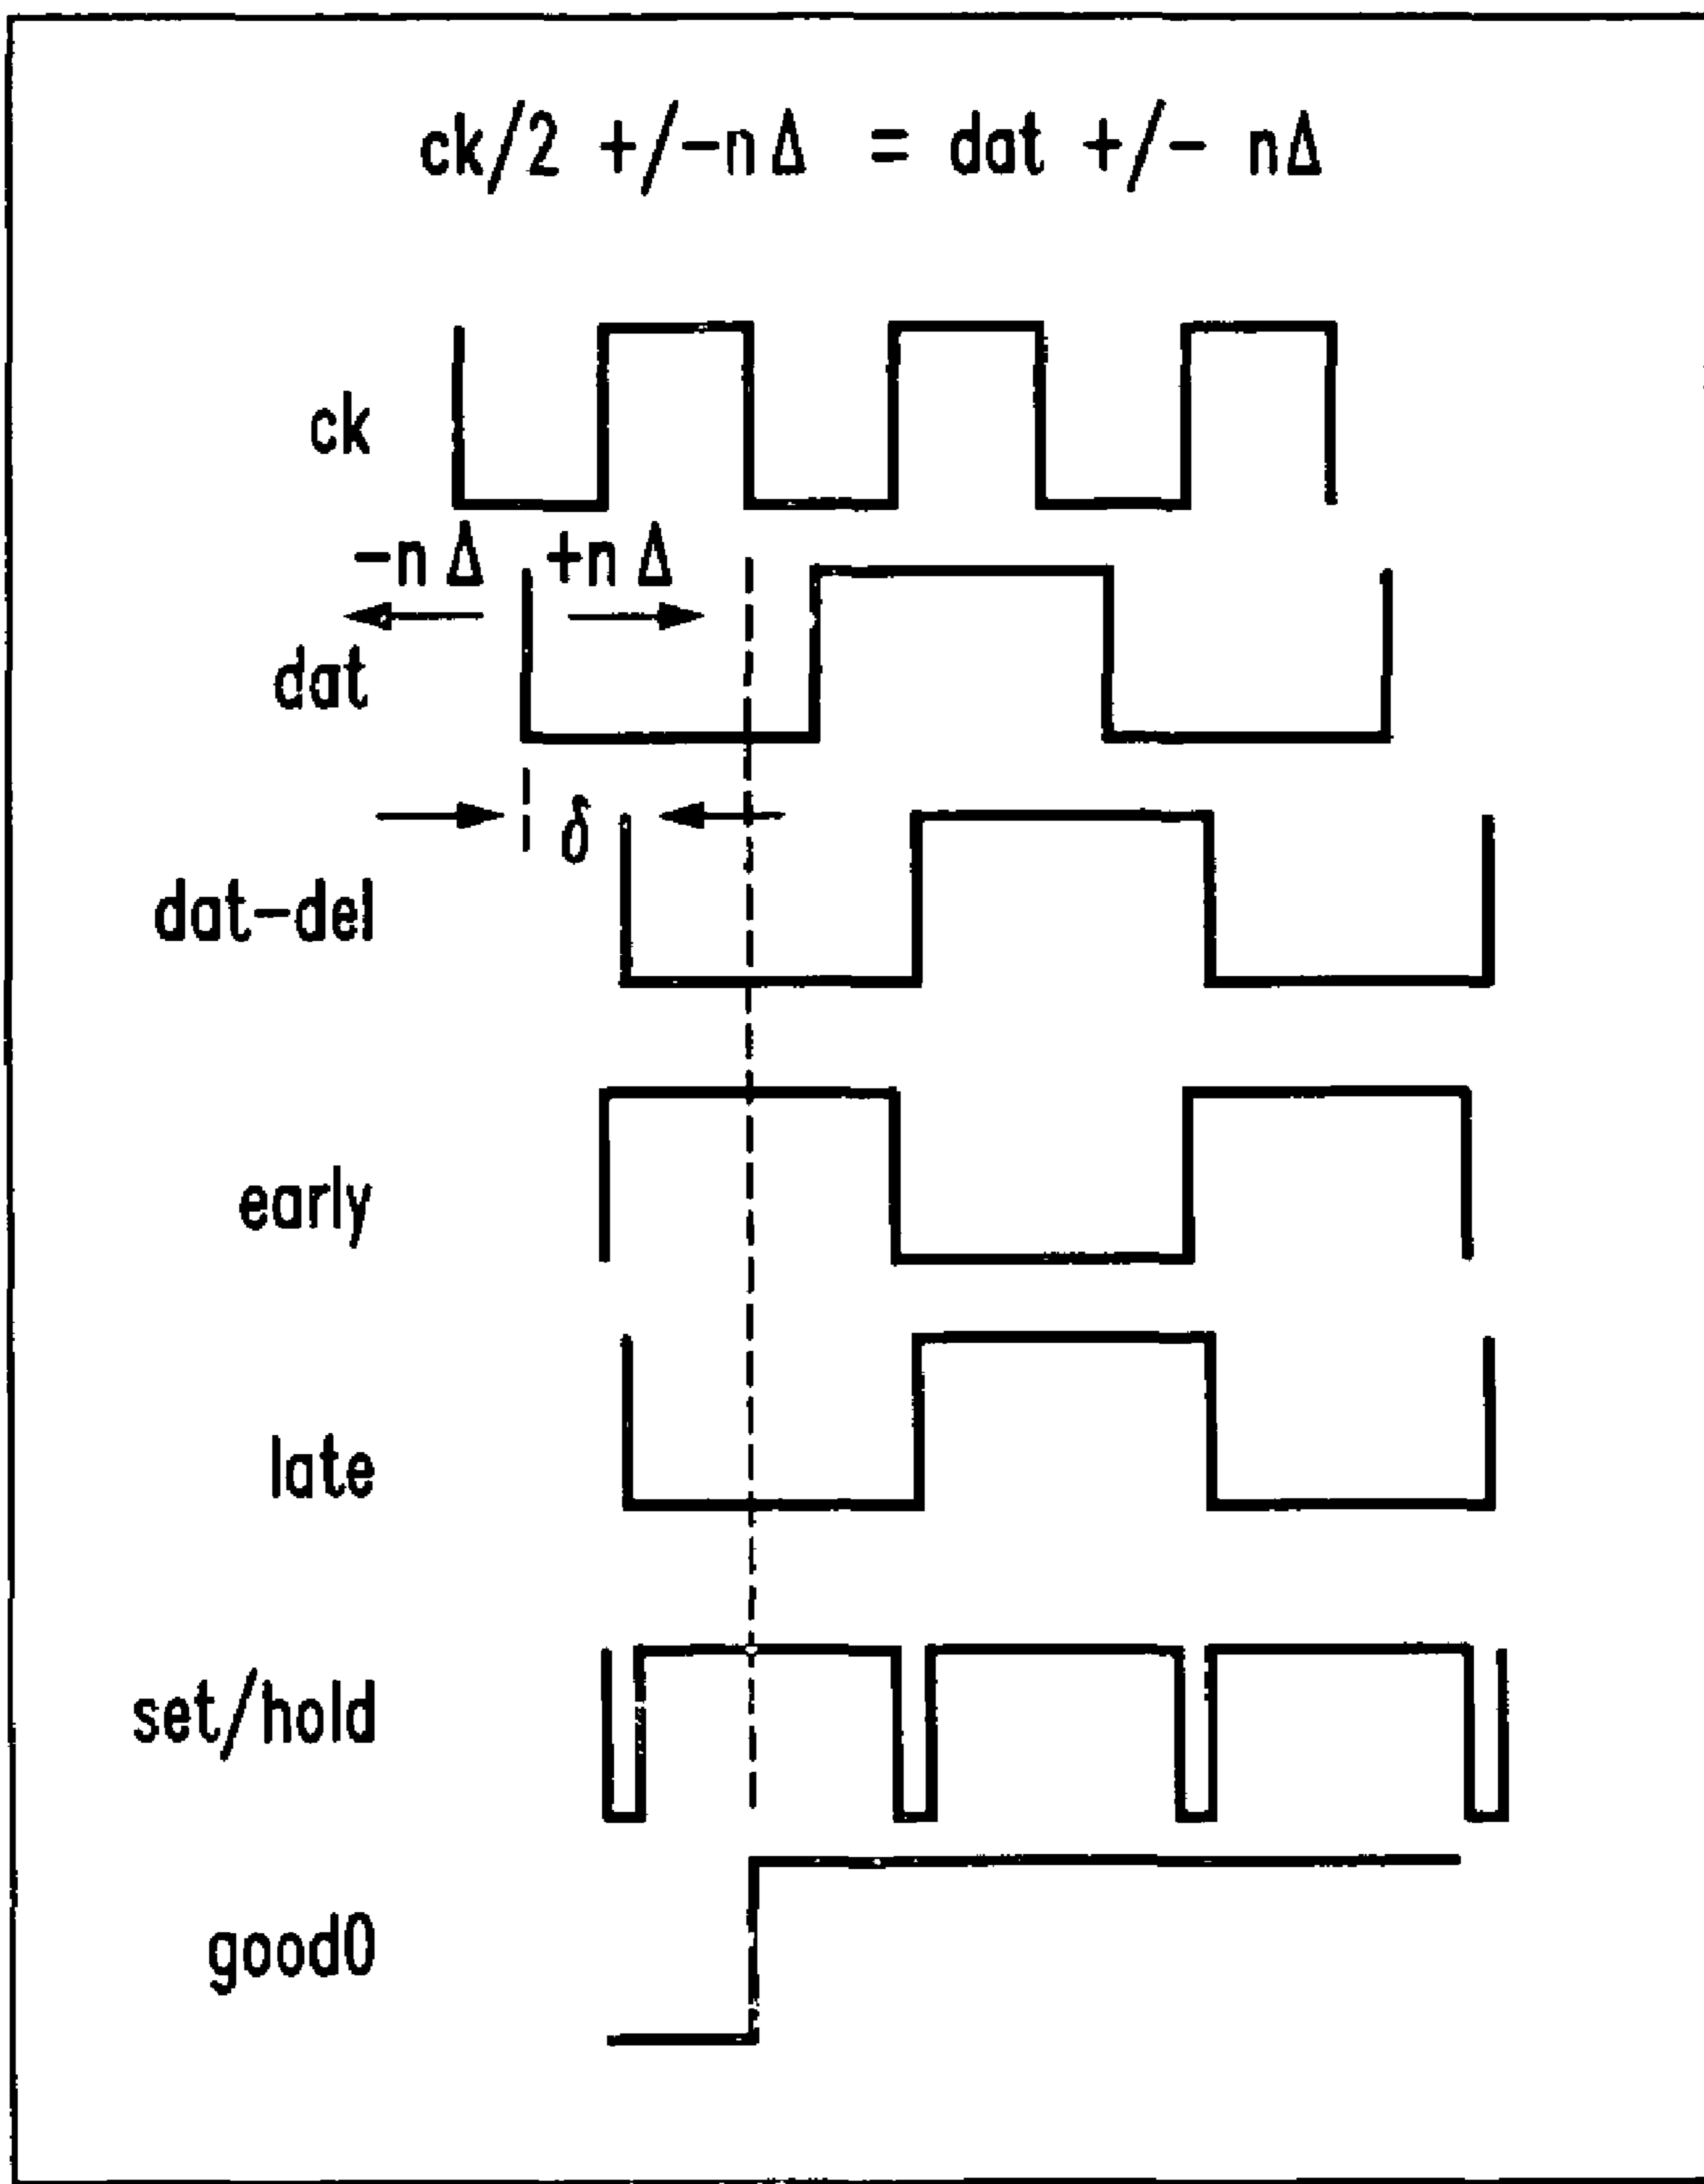 ck/2 +/-nΔ = dat +/- nΔ
ck
-nΔ +nΔ
dat
δ
dat-del
early
late
set/hold
good0